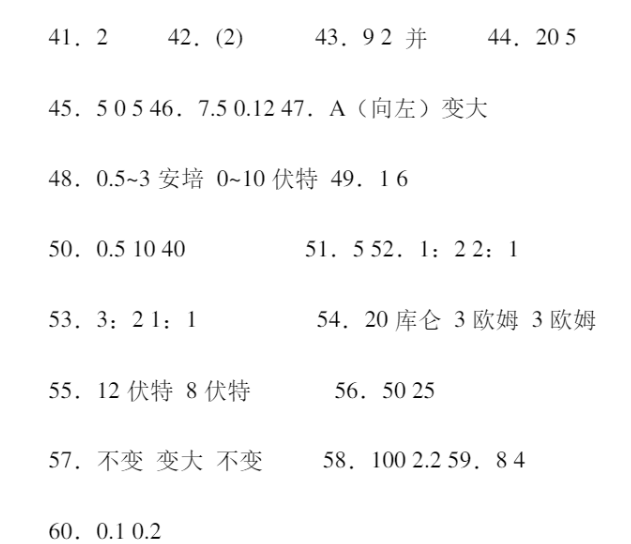 41．2 42．(2) 43．9 2 并 44．20 5
45．5 0 5 46．7.5 0.12 47．A（向左）变大
48．0.5~3 安培 0~10 伏特 49．1 6
50．0.5 10 40 51．5 52．1：2 2：1
53．3：2 1：1 54．20 库仑 3 欧姆 3 欧姆
55．12 伏特 8 伏特 56．50 25
57．不变 变大 不变 58．100 2.2 59．8 4
60．0.1 0.2